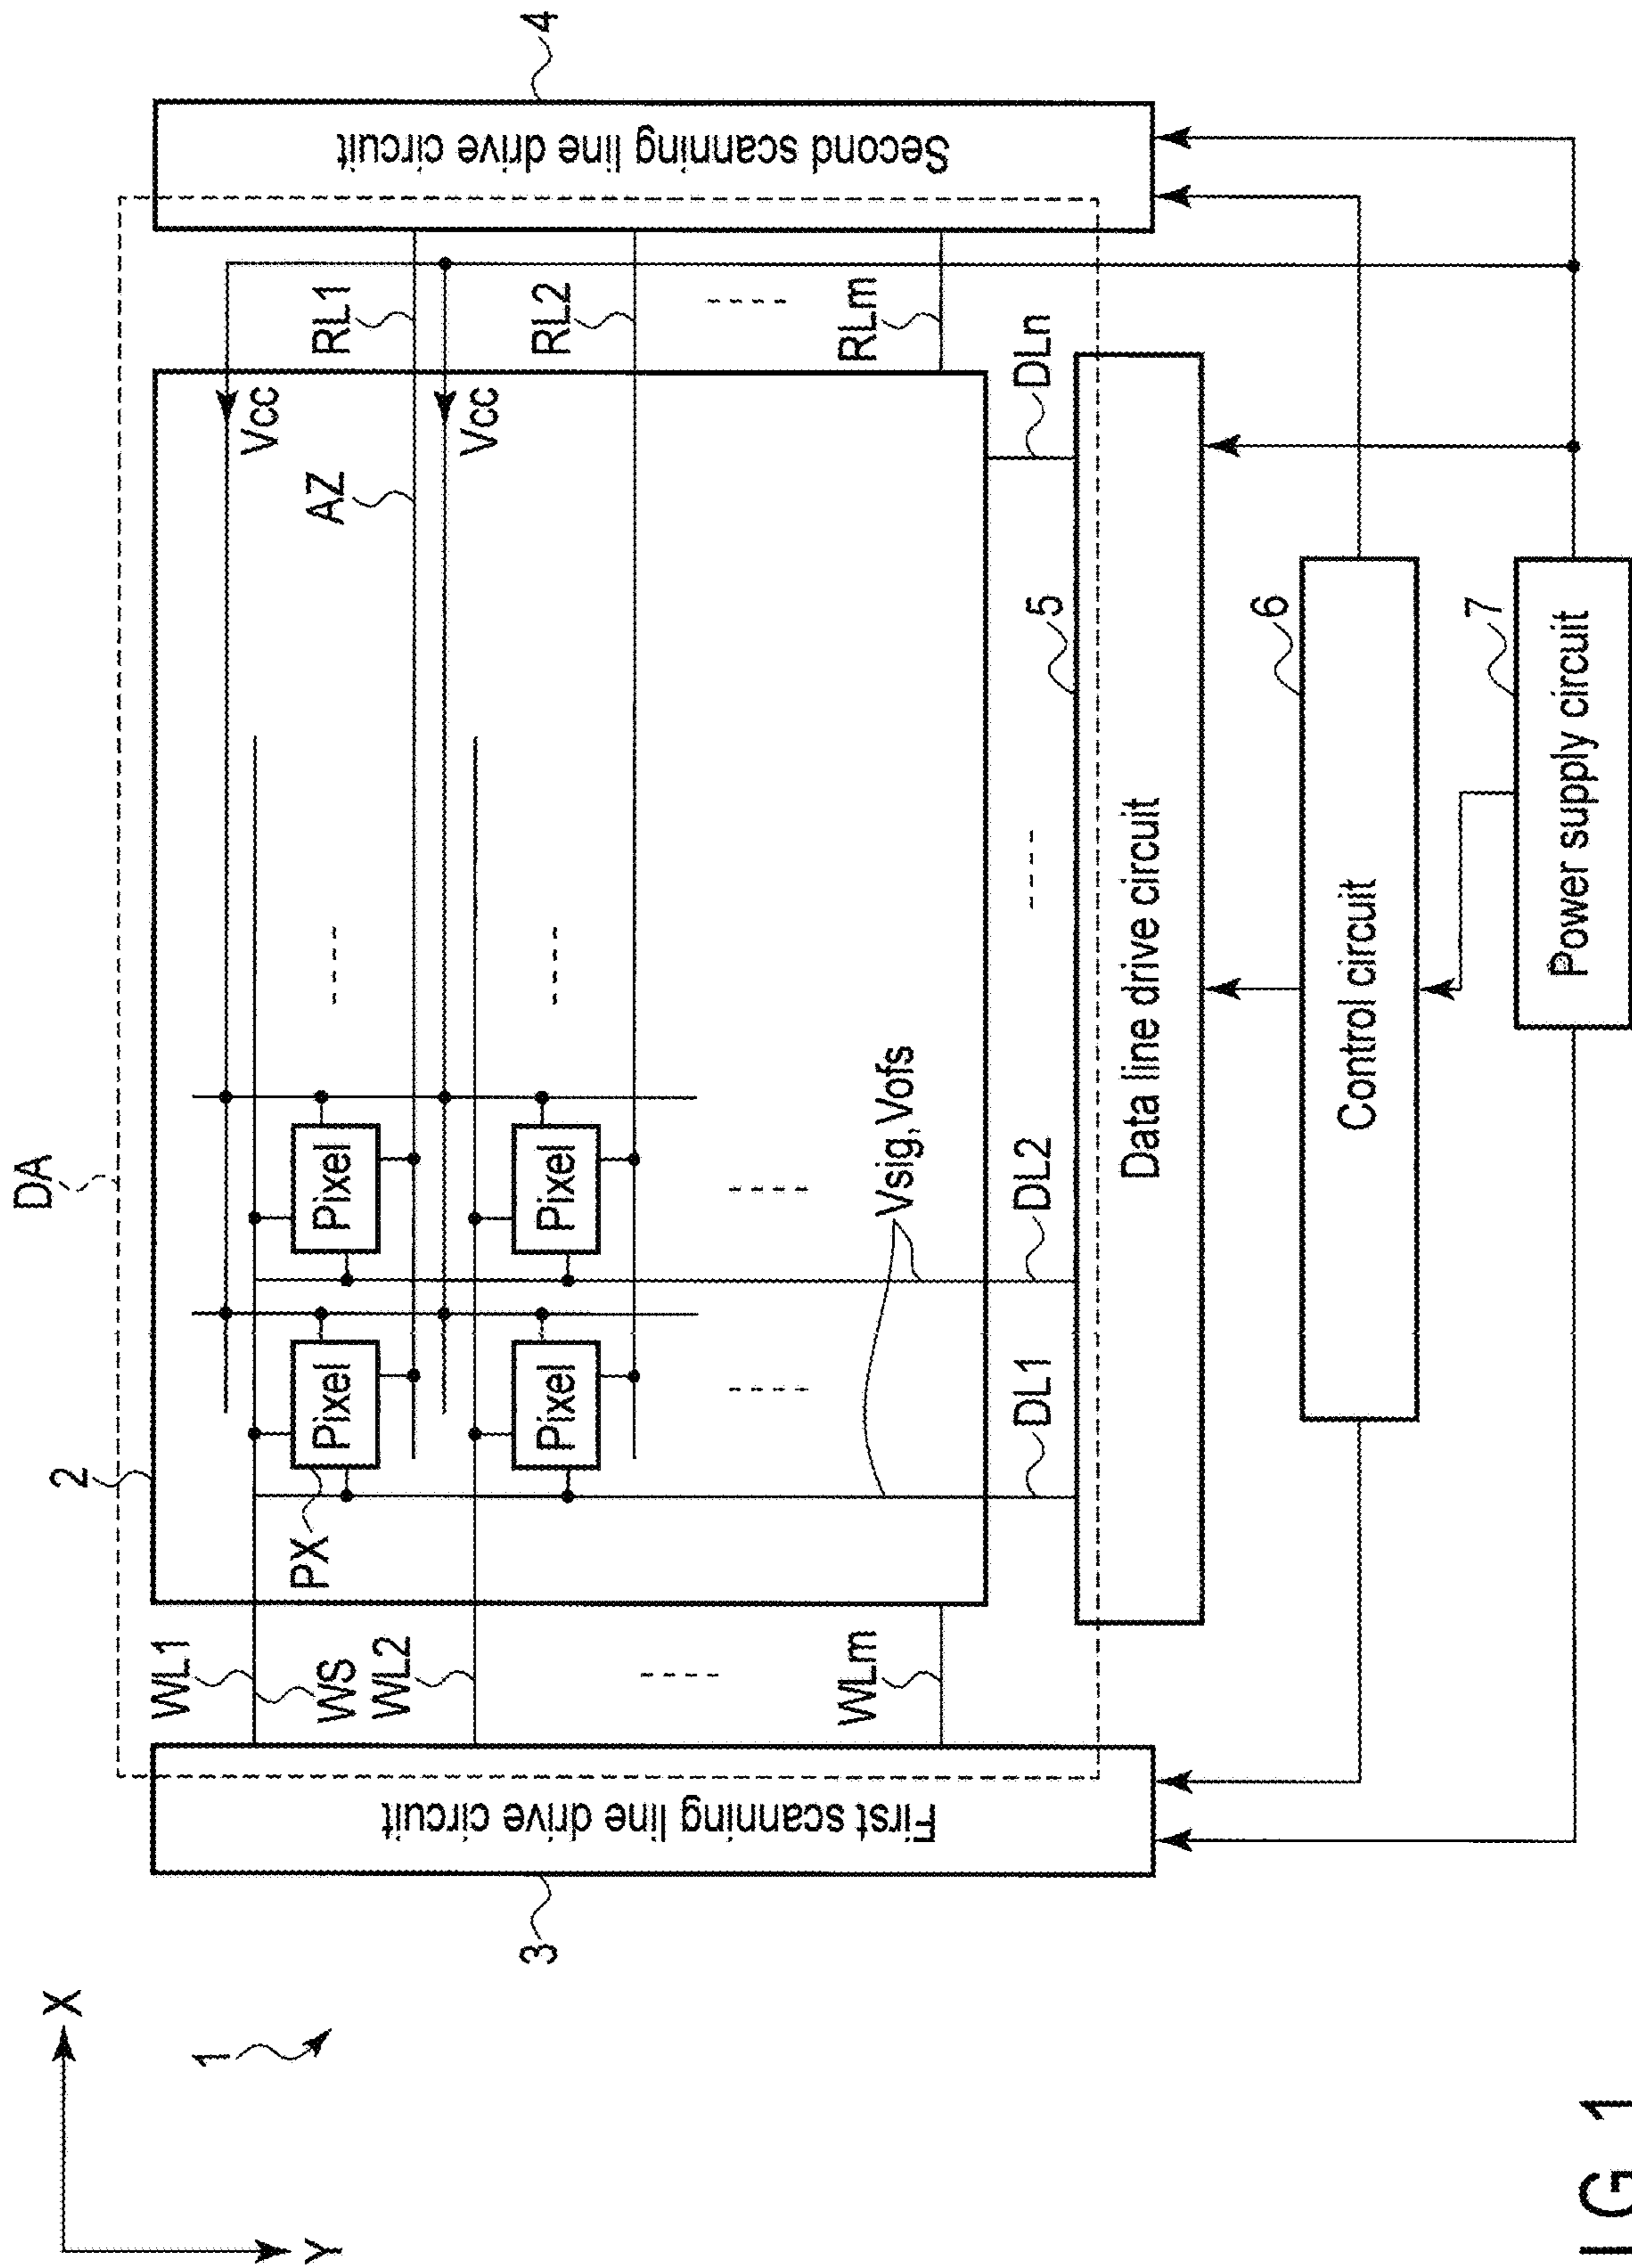 X
Y
1
DA
2
3
4
First scanning line drive circuit
Second scanning line drive circuit
WL1
WS
WL2
WLm
PX
Pixel
Pixel
Pixel
Pixel
Vcc
Vcc
AZ
RL1
RL2
RLm
Vsig,Vofs
DL1
DL2
DLn
5
Data line drive circuit
6
Control circuit
7
Power supply circuit
IG. 1